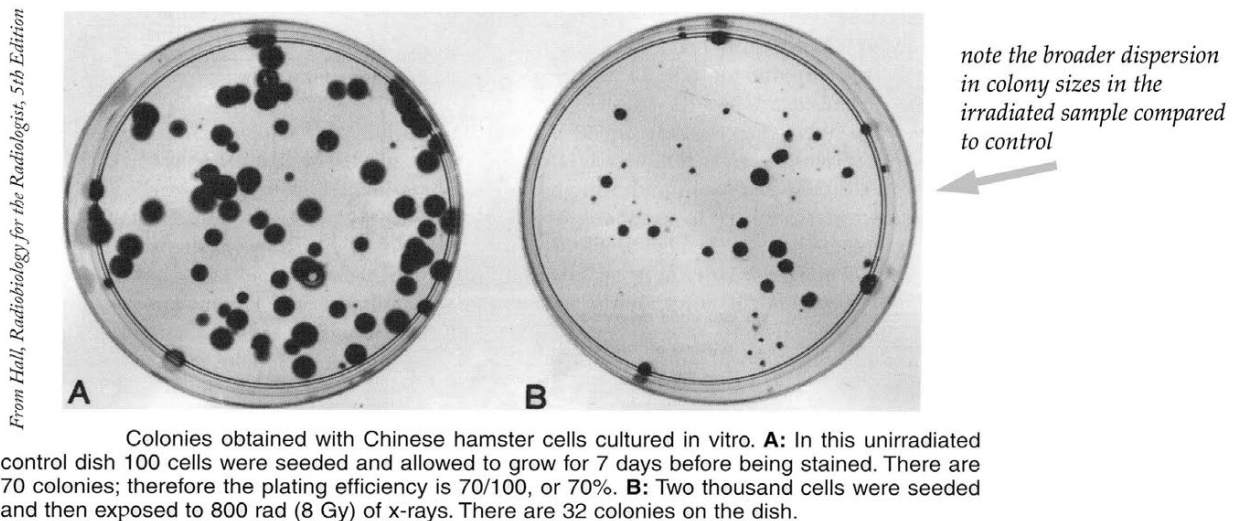 From Hall, Radiobiology for the Radiologist, 5th Edition
note the broader dispersion
in colony sizes in the
irradiated sample compared
to control
A
B
Colonies obtained with Chinese hamster cells cultured in vitro. A: In this unirradiated
control dish 100 cells were seeded and allowed to grow for 7 days before being stained. There are
70 colonies; therefore the plating efficiency is 70/100, or 70%. B: Two thousand cells were seeded
and then exposed to 800 rad (8 Gy) of x-rays. There are 32 colonies on the dish.